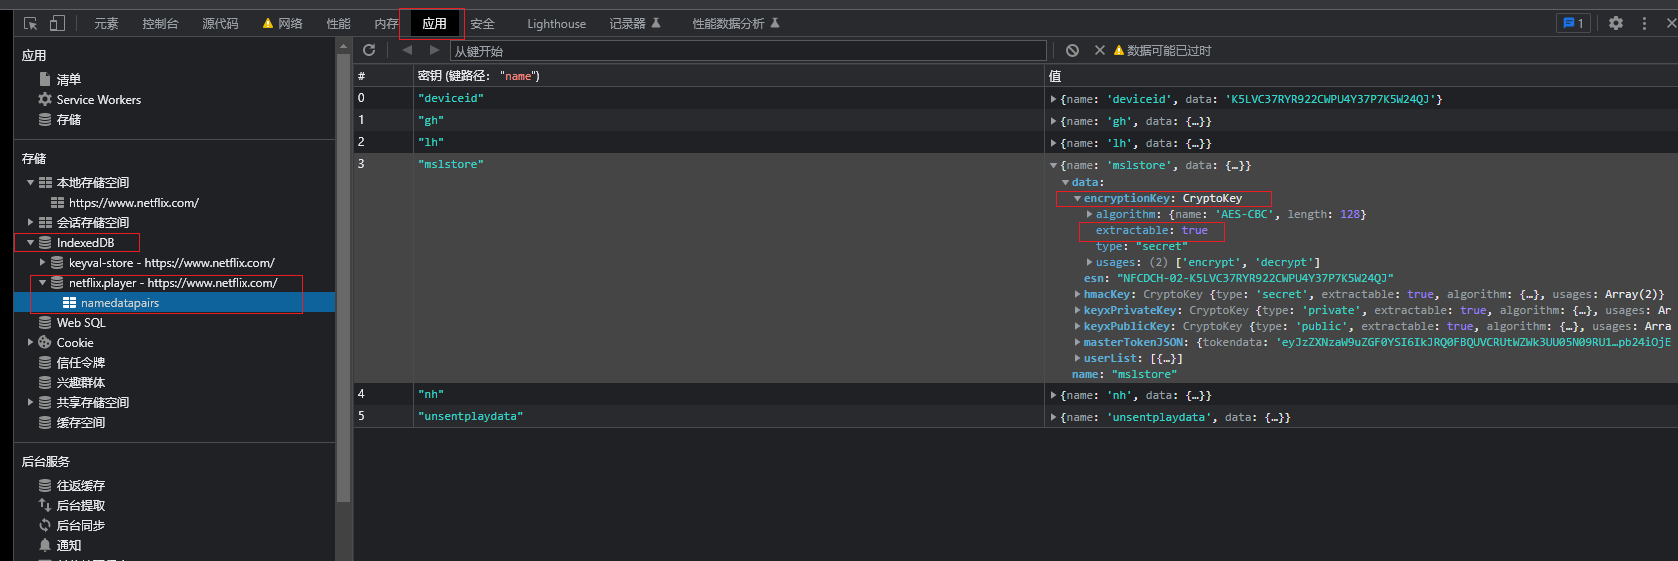 元素 控制台 源代码 网络 性能 内存 应用 安全 Lighthouse 记录器 性能数据分析 1
应用
清单
Service Workers
存储
存储
本地存储空间
https://www.netflix.com/
会话存储空间
IndexedDB
keyval-store - https://www.netflix.com/
netflix.player - https://www.netflix.com/
namedatapairs
Web SQL
Cookie
信任令牌
兴趣群体
共享存储空间
缓存空间
后台服务
往返缓存
后台提取
后台同步
通知
从键开始 数据可能已过时
# 密钥 (键路径： "name") 值
0 "deviceid" {name: 'deviceid', data: 'K5LVC37RYR922CWPU4Y37P7K5W24QJ'}
1 "gh" {name: 'gh', data: {…}}
2 "lh" {name: 'lh', data: {…}}
3 "mslstore" {name: 'mslstore', data: {…}}
data:
encryptionKey: CryptoKey
algorithm: {name: 'AES-CBC', length: 128}
extractable: true
type: "secret"
usages: (2) ['encrypt', 'decrypt']
esn: "NFCDCH-02-K5LVC37RYR922CWPU4Y37P7K5W24QJ"
hmacKey: CryptoKey {type: 'secret', extractable: true, algorithm: {…}, usages: Array(2)}
keyxPrivateKey: CryptoKey {type: 'private', extractable: true, algorithm: {…}, usages: Ar
keyxPublicKey: CryptoKey {type: 'public', extractable: true, algorithm: {…}, usages: Arra
masterTokenJSON: {tokendata: 'eyJzZXNzaW9uZGF0YSI6IkJRQ0FBQUVCRUtWZWk3UU05N09RU1…pb24iOjE
userList: [{…}]
name: "mslstore"
4 "nh" {name: 'nh', data: {…}}
5 "unsentplaydata" {name: 'unsentplaydata', data: {…}}